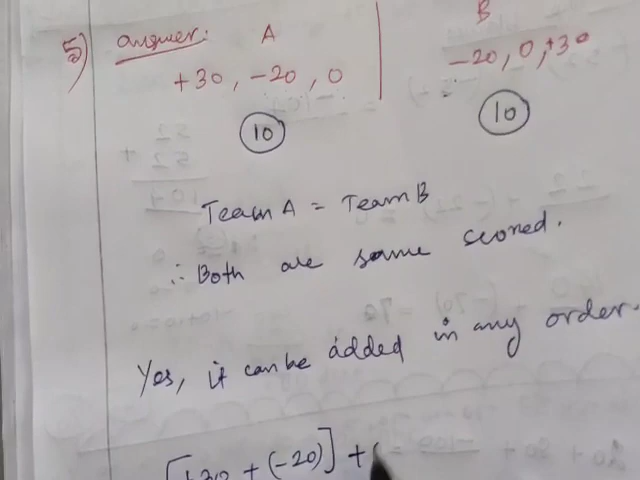 5) answer: A B
+30, -20, 0 -20, 0, +30
10 10
Team A = Team B
∴ Both are same scored.
Yes, it can be added in any order.
[+30 + (-20)] + (